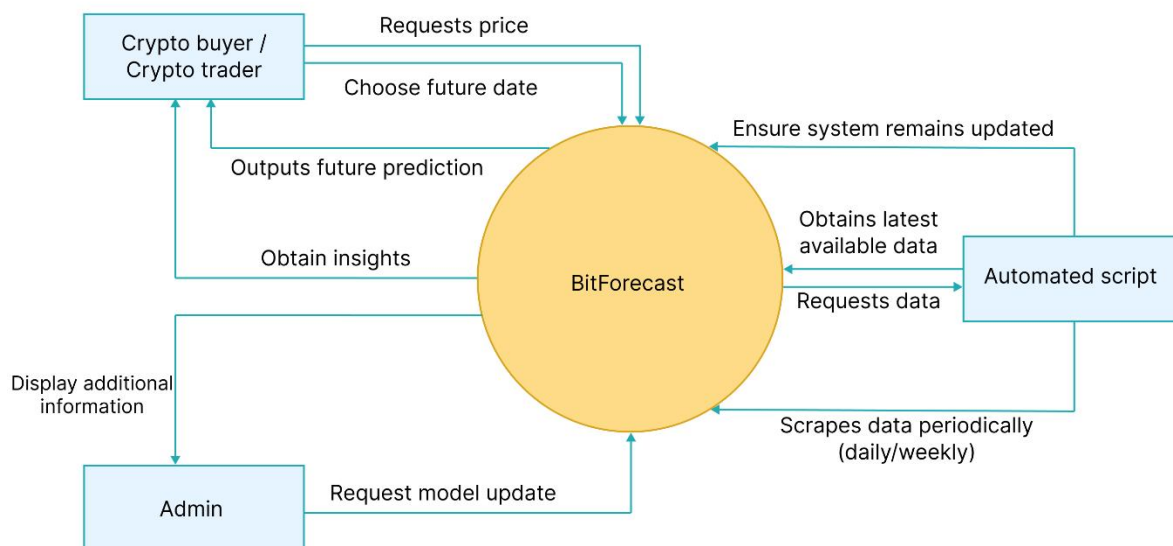 Requests price
Crypto buyer /
Crypto trader
Choose future date
Ensure system remains updated
Outputs future prediction
Obtains latest
available data
Obtain insights
BitForecast
Automated script
Requests data
Display additional
information
Scrapes data periodically
(daily/weekly)
Request model update
Admin